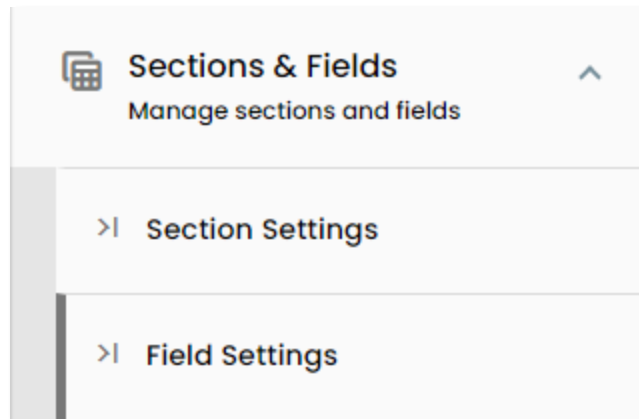 Sections & Fields
Manage sections and fields
Section Settings
Field Settings